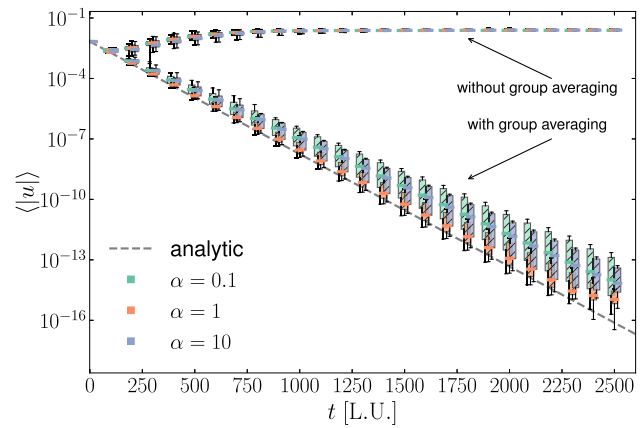 10⁻¹
10⁻⁴
10⁻⁷
10⁻¹⁰
10⁻¹³
10⁻¹⁶
⟨|u|⟩
without group averaging
with group averaging
analytic
α = 0.1
α = 1
α = 10
0 250 500 750 1000 1250 1500 1750 2000 2250 2500
t [L.U.]